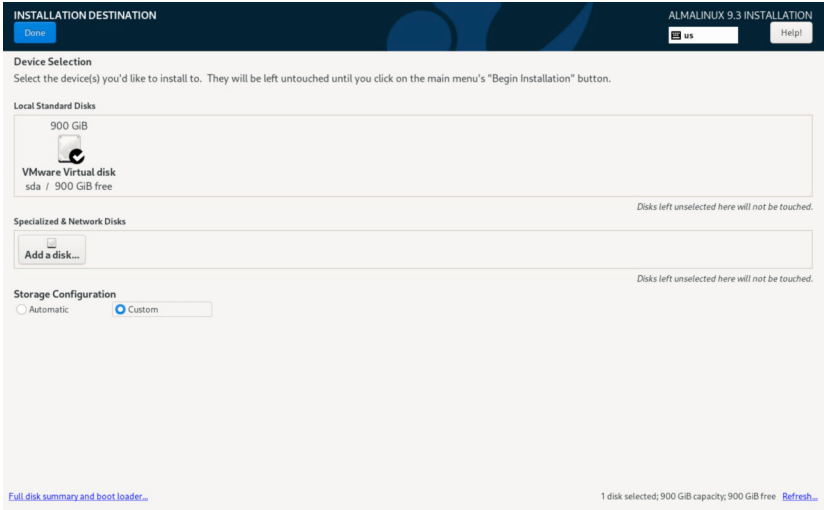 INSTALLATION DESTINATION
Done
ALMALINUX 9.3 INSTALLATION
us
Help!
Device Selection
Select the device(s) you'd like to install to. They will be left untouched until you click on the main menu's "Begin Installation" button.
Local Standard Disks
900 GiB
VMware Virtual disk
sda / 900 GiB free
Disks left unselected here will not be touched.
Specialized & Network Disks
Add a disk...
Disks left unselected here will not be touched.
Storage Configuration
Automatic Custom
Full disk summary and boot loader...
1 disk selected; 900 GiB capacity; 900 GiB free Refresh...